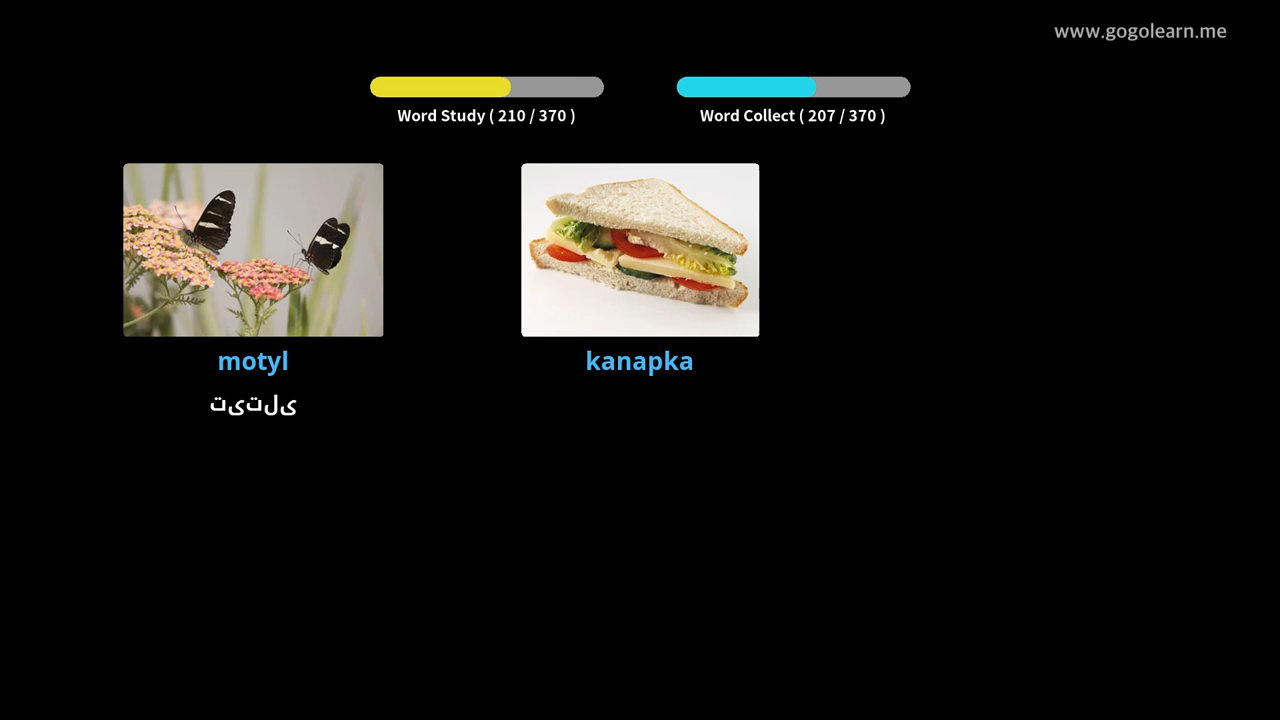 www.gogolearn.me
Word Study ( 210 / 370 )
Word Collect ( 207 / 370 )
motyl
kanapka
تیتلی